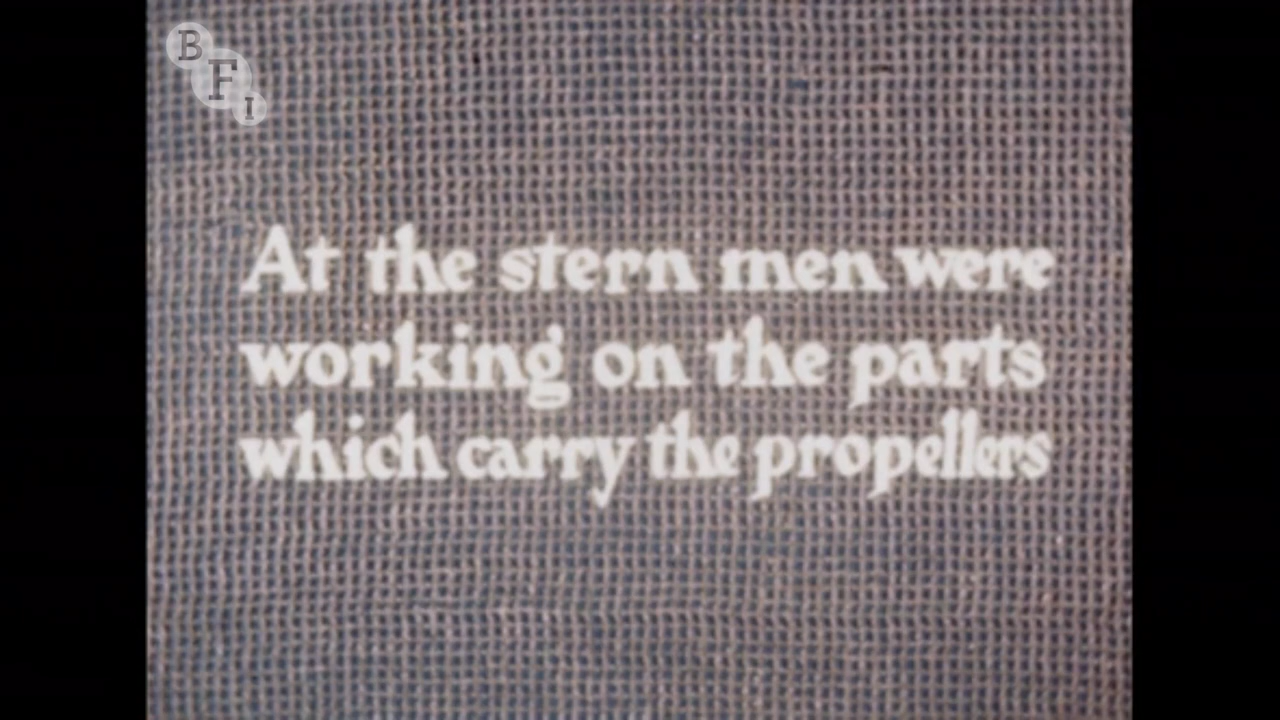 BFI
At the stern men were
working on the parts
which carry the propellers